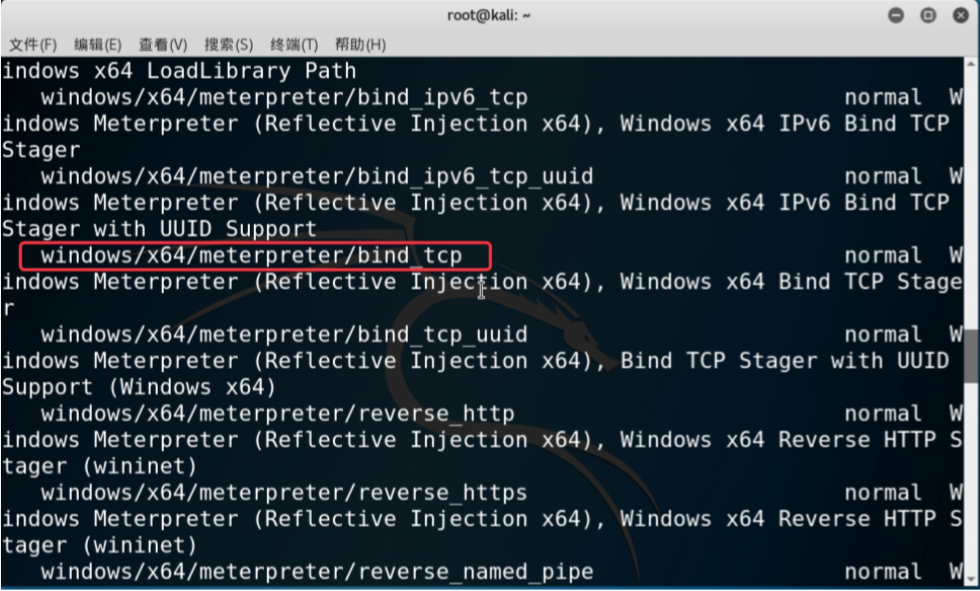 root@kali: ~
文件(F) 编辑(E) 查看(V) 搜索(S) 终端(T) 帮助(H)
indows x64 LoadLibrary Path
windows/x64/meterpreter/bind_ipv6_tcp normal W
indows Meterpreter (Reflective Injection x64), Windows x64 IPv6 Bind TCP
Stager
windows/x64/meterpreter/bind_ipv6_tcp_uuid normal W
indows Meterpreter (Reflective Injection x64), Windows x64 IPv6 Bind TCP
Stager with UUID Support
windows/x64/meterpreter/bind_tcp normal W
indows Meterpreter (Reflective Injection x64), Windows x64 Bind TCP Stage
r
windows/x64/meterpreter/bind_tcp_uuid normal W
indows Meterpreter (Reflective Injection x64), Bind TCP Stager with UUID
Support (Windows x64)
windows/x64/meterpreter/reverse_http normal W
indows Meterpreter (Reflective Injection x64), Windows x64 Reverse HTTP S
tager (wininet)
windows/x64/meterpreter/reverse_https normal W
indows Meterpreter (Reflective Injection x64), Windows x64 Reverse HTTP S
tager (wininet)
windows/x64/meterpreter/reverse_named_pipe normal W